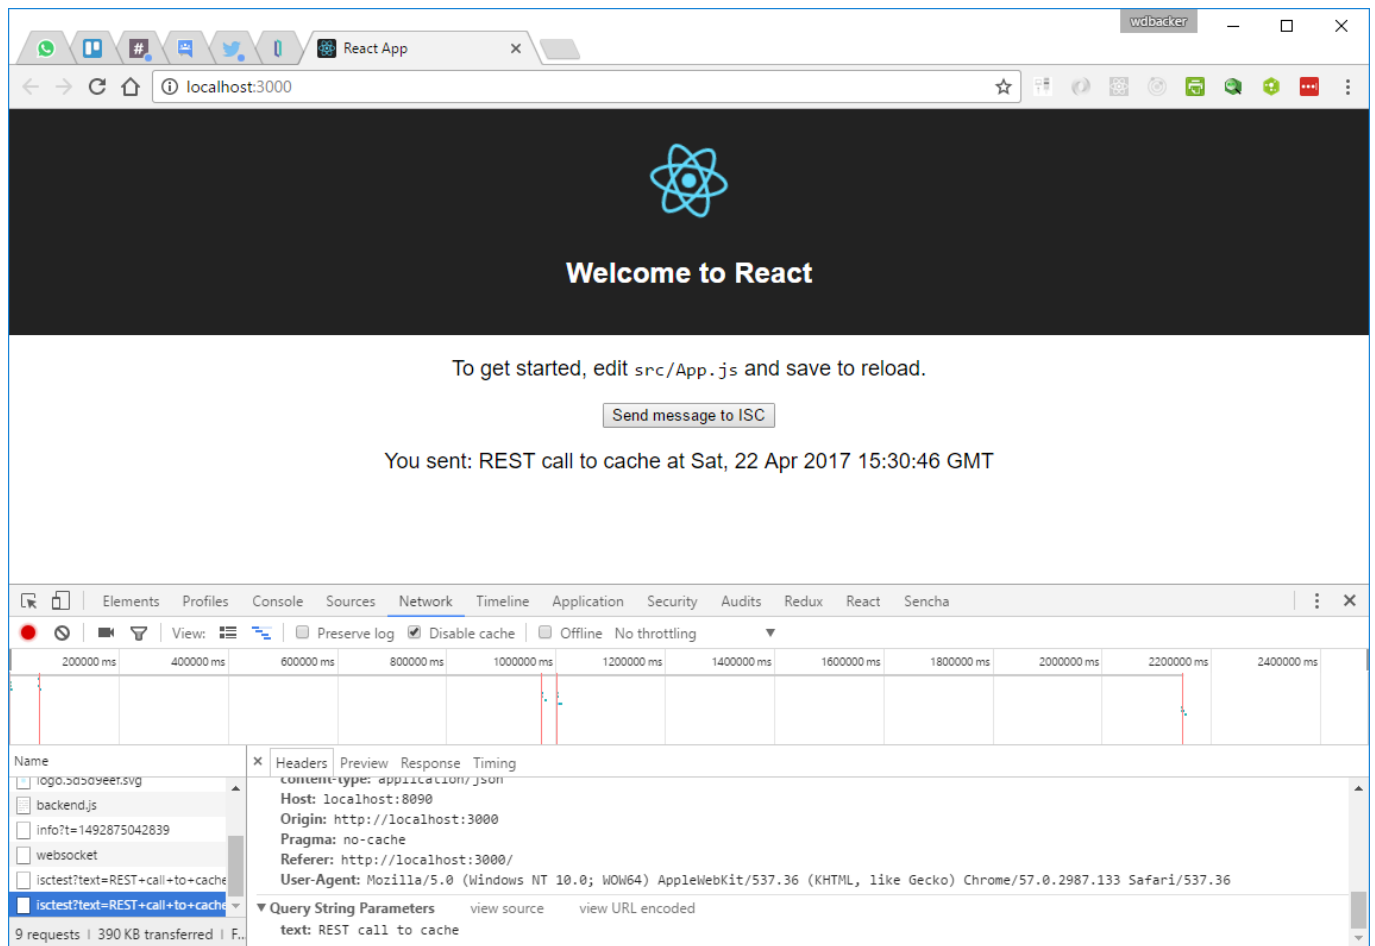 wdbacker
React App
localhost:3000
Welcome to React
To get started, edit src/App.js and save to reload.
Send message to ISC
You sent: REST call to cache at Sat, 22 Apr 2017 15:30:46 GMT
Elements Profiles Console Sources Network Timeline Application Security Audits Redux React Sencha
View: Preserve log Disable cache Offline No throttling
200000 ms 400000 ms 600000 ms 800000 ms 1000000 ms 1200000 ms 1400000 ms 1600000 ms 1800000 ms 2000000 ms 2200000 ms 2400000 ms
Name
logo.5d5d9eef.svg
backend.js
info?t=1492875042839
websocket
isctest?text=REST+call+to+cache
isctest?text=REST+call+to+cache
9 requests | 390 KB transferred | F...
Headers Preview Response Timing
content-type: application/json
Host: localhost:8090
Origin: http://localhost:3000
Pragma: no-cache
Referer: http://localhost:3000/
User-Agent: Mozilla/5.0 (Windows NT 10.0; WOW64) AppleWebKit/537.36 (KHTML, like Gecko) Chrome/57.0.2987.133 Safari/537.36
Query String Parameters view source view URL encoded
text: REST call to cache